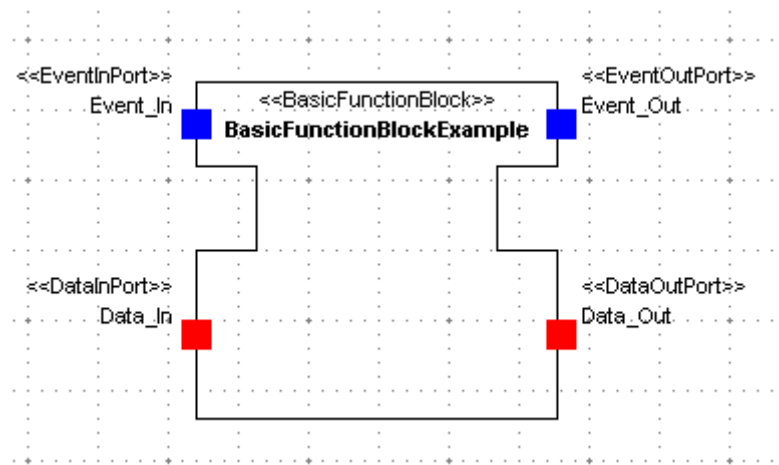 <<EventInPort>>
Event_In
<<BasicFunctionBlock>>
BasicFunctionBlockExample
<<EventOutPort>>
Event_Out
<<DataInPort>>
Data_In
<<DataOutPort>>
Data_Out